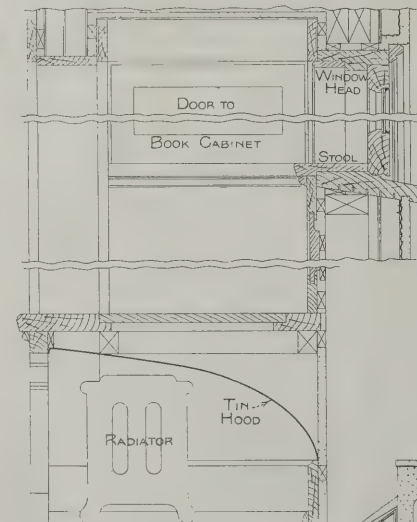 WINDOW
HEAD
DOOR TO
BOOK CABINET
STOOL
TIN
HOOD
RADIATOR